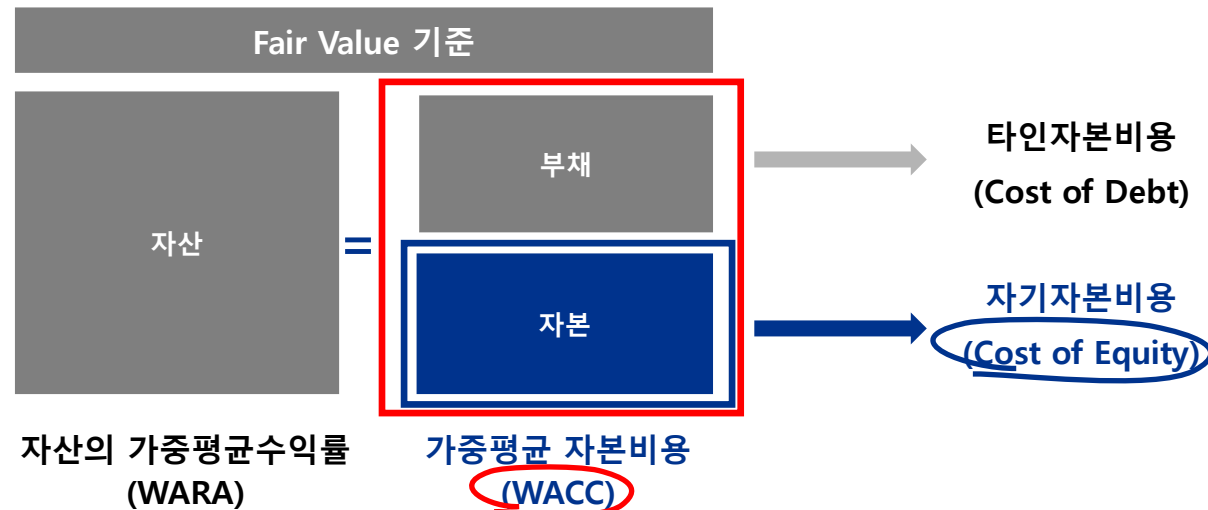 Fair Value 기준
자산
=
부채
자본
타인자본비용
(Cost of Debt)
자기자본비용
(Cost of Equity)
자산의 가중평균수익률
(WARA)
가중평균 자본비용
(WACC)